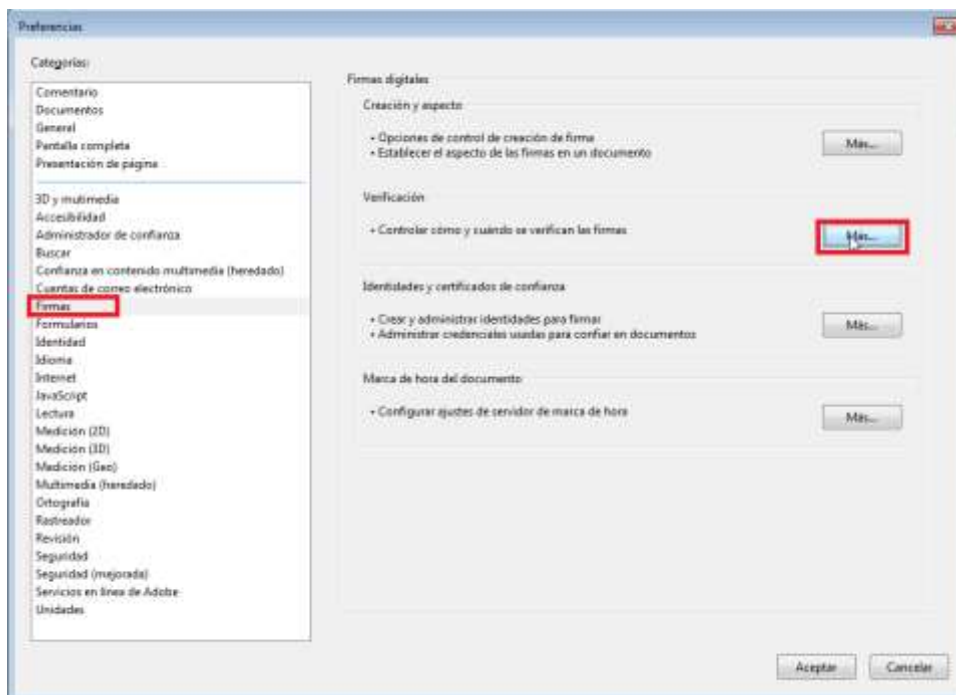 Preferencias
Categorías:
Comentario
Documentos
General
Pantalla completa
Presentación de página
3D y mutimedia
Accesibilidad
Administrador de confianza
Buscar
Confianza en contenido multimedia (heredado)
Cuentas de correo electrónico
Firmas
Formularios
Identidad
Idioma
Internet
JavaScript
Lectura
Medición (2D)
Medición (3D)
Medición (Geo)
Multimedia (heredado)
Ortografía
Rastreador
Revisión
Seguridad
Seguridad (mejorada)
Servicios en línea de Adobe
Unidades
Firmas digitales
Creación y aspecto
• Opciones de control de creación de firma
• Establecer el aspecto de las firmas en un documento
Más...
Verificación
• Controlar cómo y cuándo se verifican las firmas
Más...
Identidades y certificados de confianza
• Crear y administrar identidades para firmar
• Administrar credenciales usadas para confiar en documentos
Más...
Marca de hora del documento
• Configurar ajustes de servidor de marca de hora
Más...
Aceptar
Cancelar